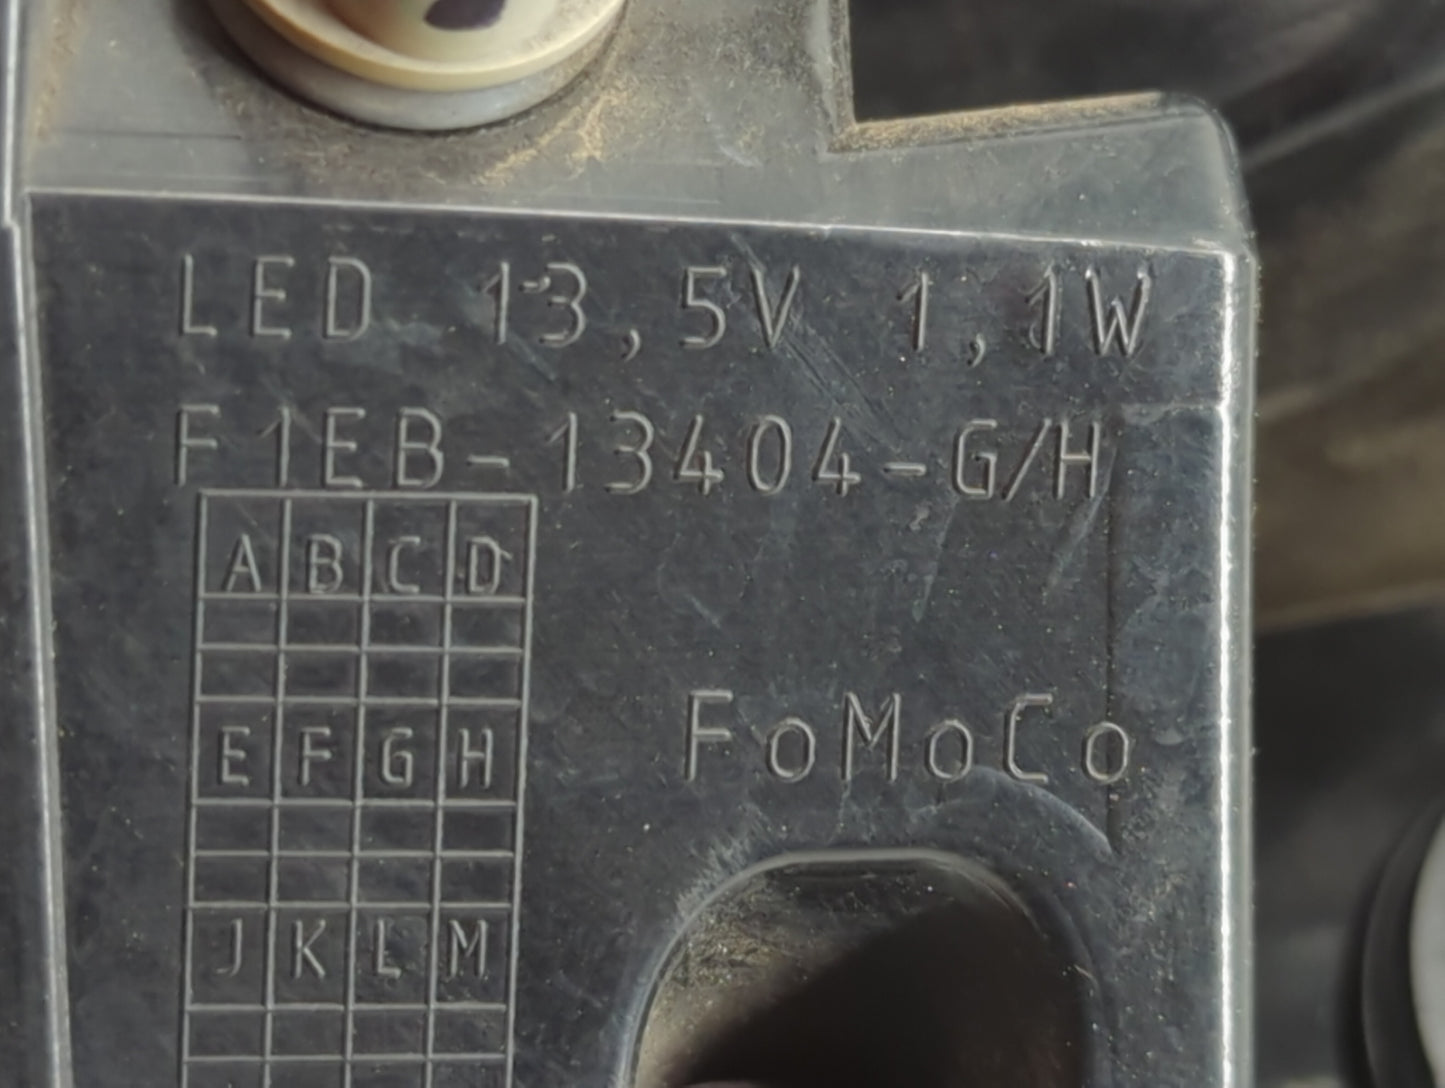 LED 13,5V 1,1W
F1EB-13404-G/H
A B C D
E F G H
FoMoCo
J K L M